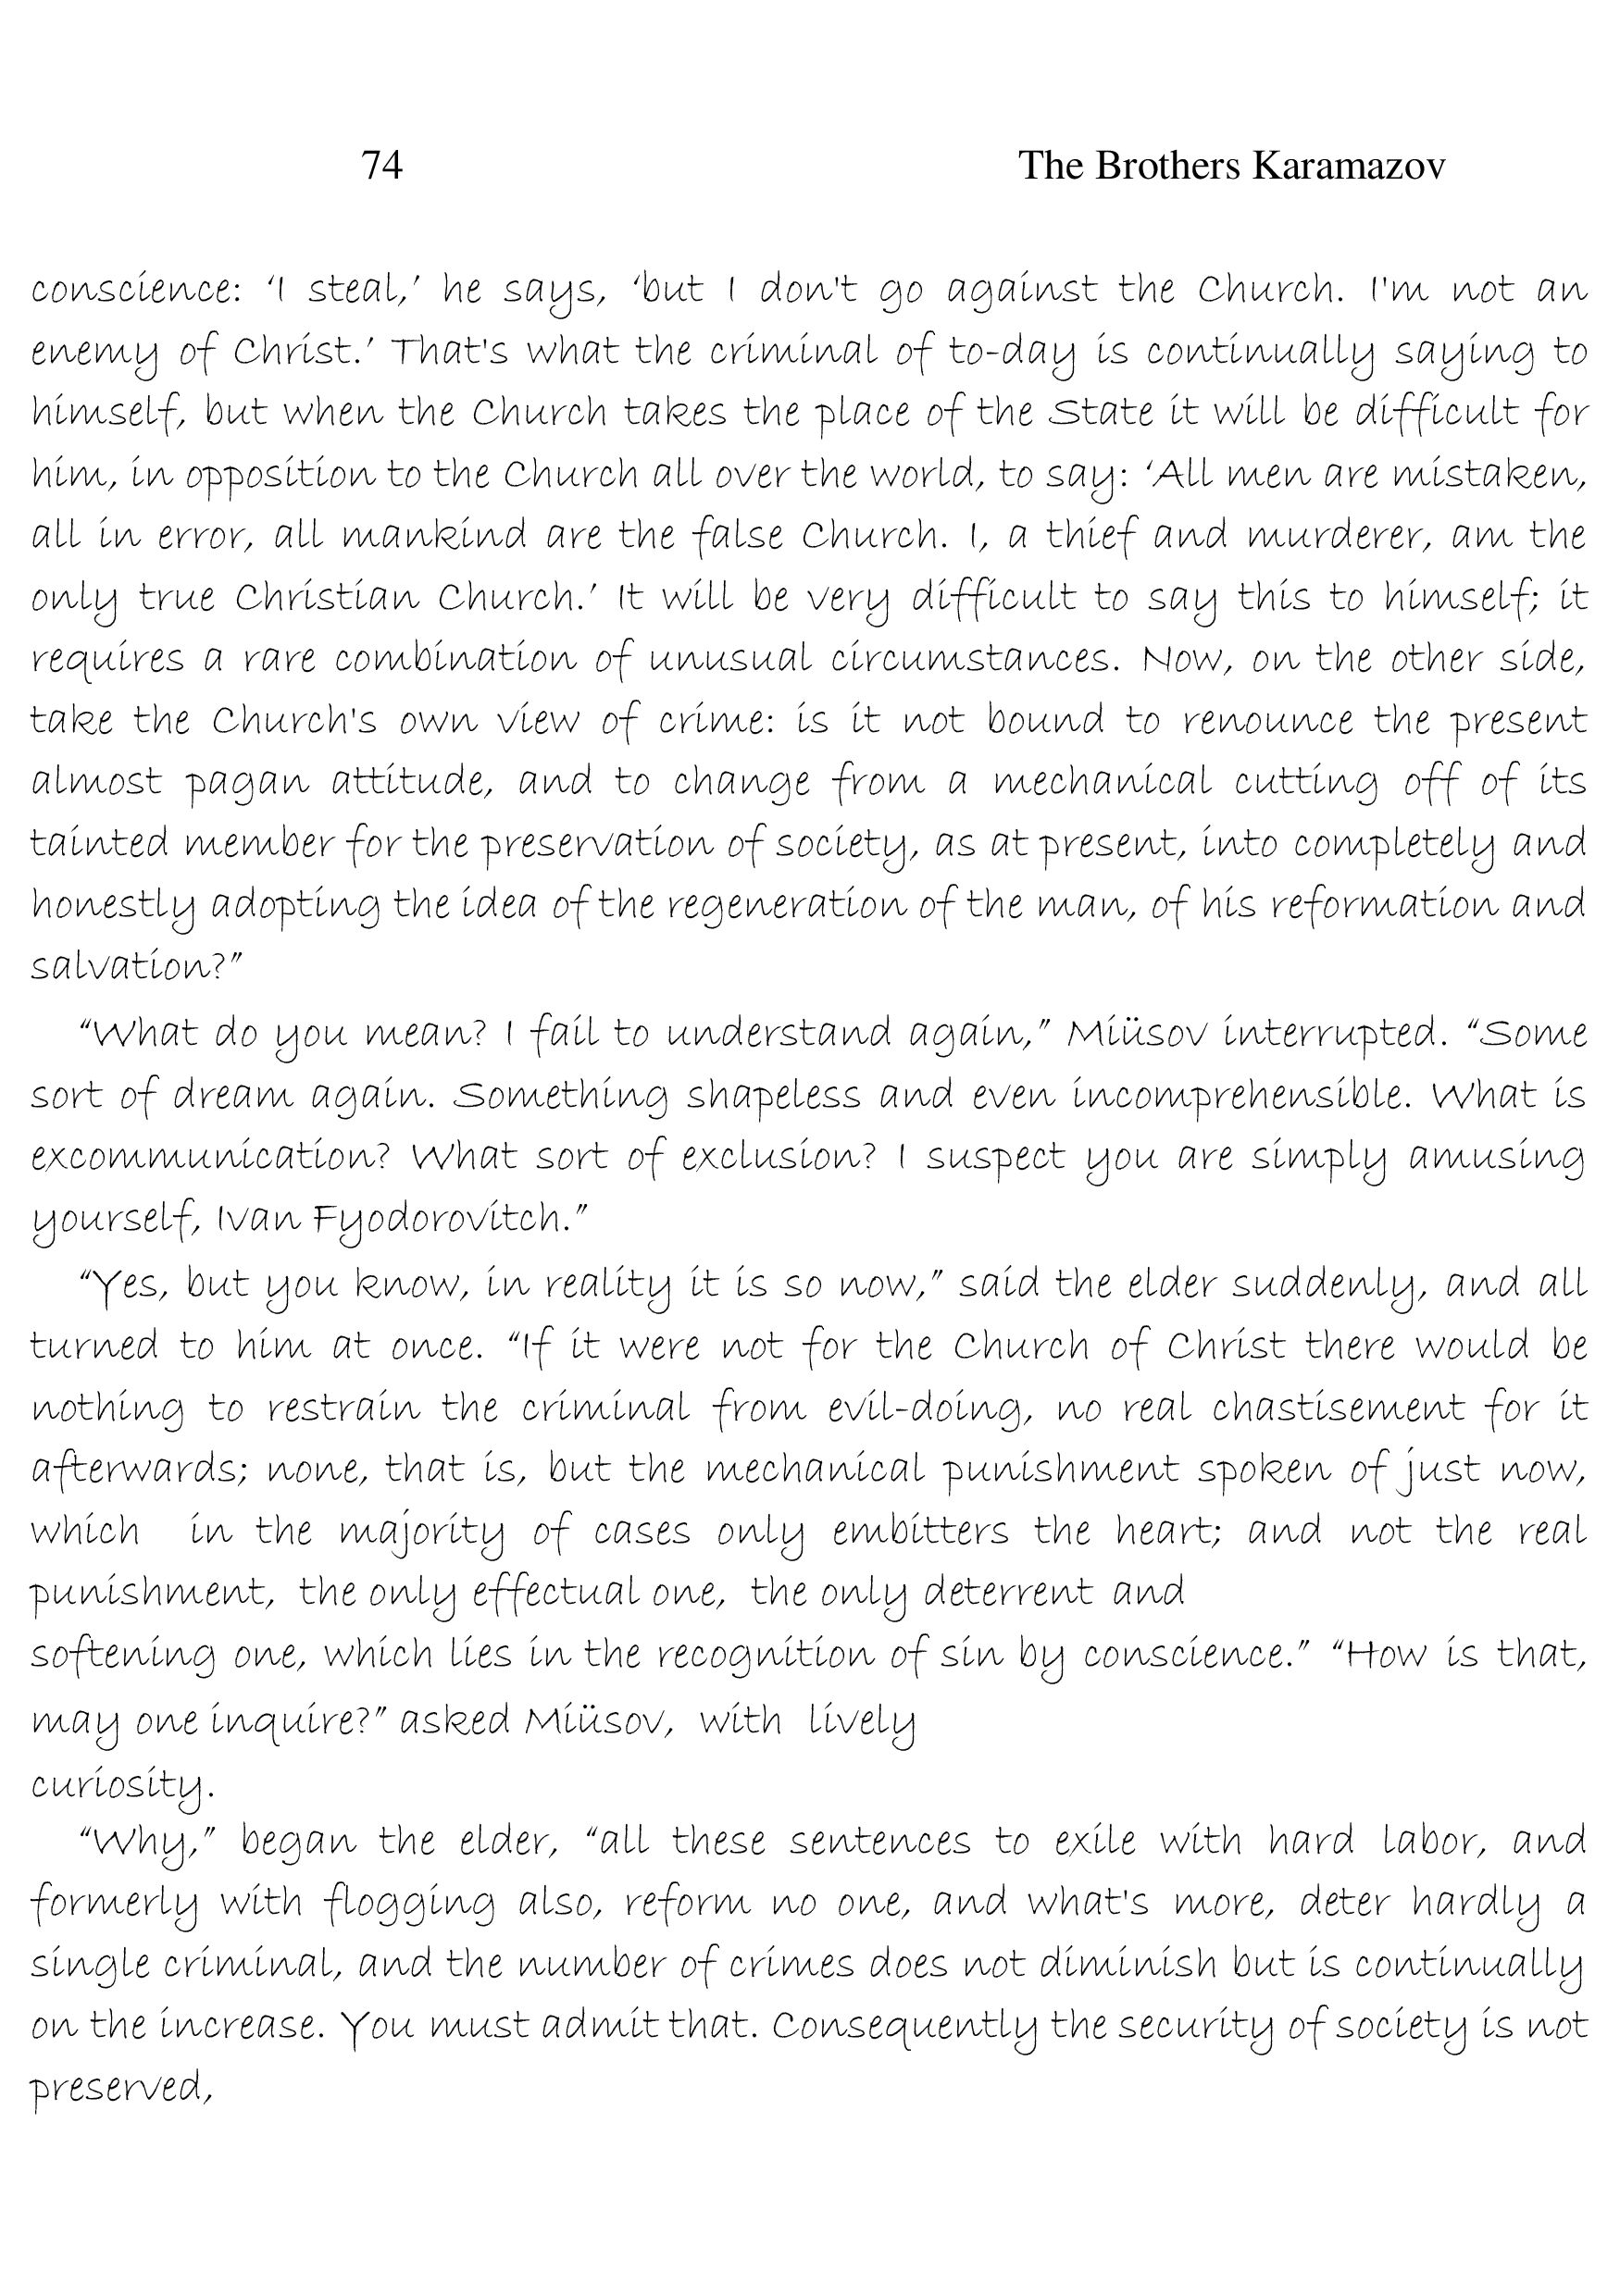 74 The Brothers Karamazov
conscience: ‘I steal,’ he says, ‘but I don't go against the Church. I'm not an
enemy of Christ.’ That's what the criminal of to-day is continually saying to
himself, but when the Church takes the place of the State it will be difficult for
him, in opposition to the Church all over the world, to say: ‘All men are mistaken,
all in error, all mankind are the false Church. I, a thief and murderer, am the
only true Christian Church.’ It will be very difficult to say this to himself; it
requires a rare combination of unusual circumstances. Now, on the other side,
take the Church's own view of crime: is it not bound to renounce the present
almost pagan attitude, and to change from a mechanical cutting off of its
tainted member for the preservation of society, as at present, into completely and
honestly adopting the idea of the regeneration of the man, of his reformation and
salvation?”
“What do you mean? I fail to understand again,” Miüsov interrupted. “Some
sort of dream again. Something shapeless and even incomprehensible. What is
excommunication? What sort of exclusion? I suspect you are simply amusing
yourself, Ivan Fyodorovitch.”
“Yes, but you know, in reality it is so now,” said the elder suddenly, and all
turned to him at once. “If it were not for the Church of Christ there would be
nothing to restrain the criminal from evil-doing, no real chastisement for it
afterwards; none, that is, but the mechanical punishment spoken of just now,
which in the majority of cases only embitters the heart; and not the real
punishment, the only effectual one, the only deterrent and
softening one, which lies in the recognition of sin by conscience.” “How is that,
may one inquire?” asked Miüsov, with lively
curiosity.
“Why,” began the elder, “all these sentences to exile with hard labor, and
formerly with flogging also, reform no one, and what's more, deter hardly a
single criminal, and the number of crimes does not diminish but is continually
on the increase. You must admit that. Consequently the security of society is not
preserved,